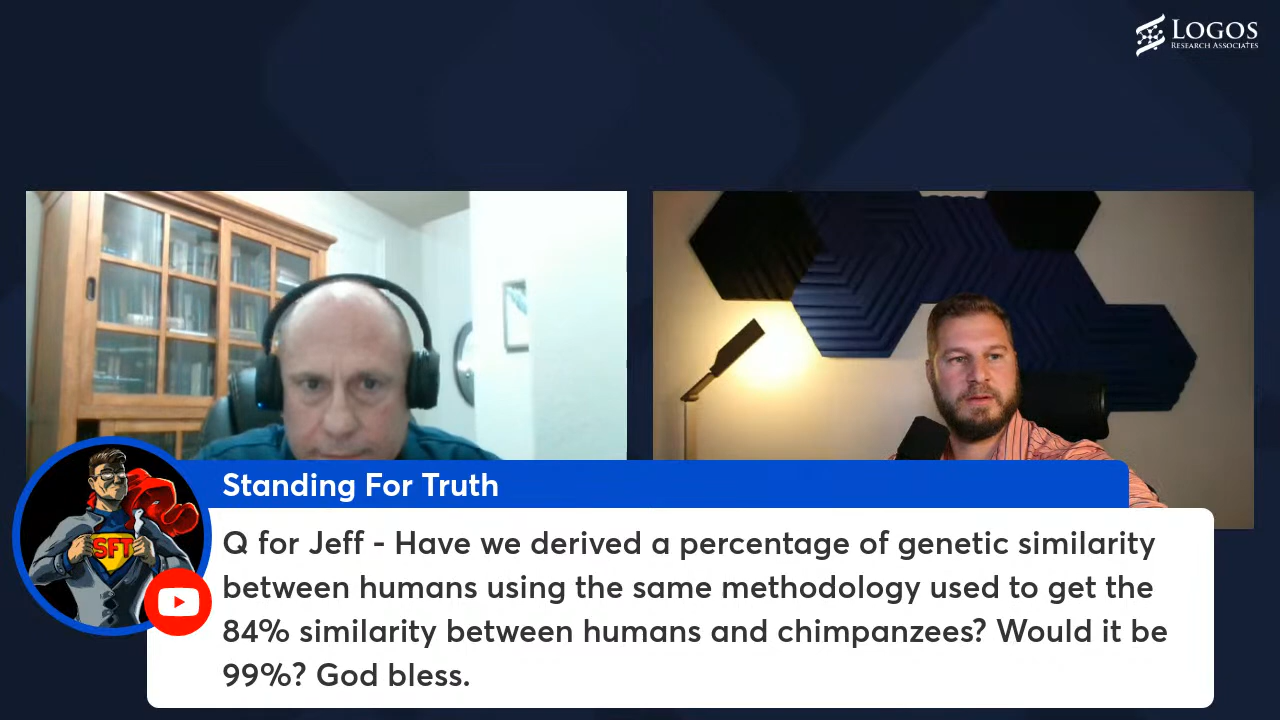 LOGOS
RESEARCH ASSOCIATES
Standing For Truth
SFT
Q for Jeff - Have we derived a percentage of genetic similarity
between humans using the same methodology used to get the
84% similarity between humans and chimpanzees? Would it be
99%? God bless.